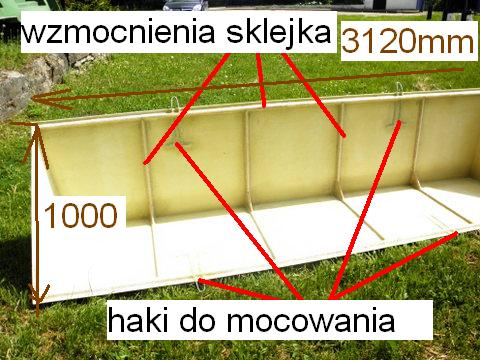 wzmocnienia sklejka
3120mm
1000
haki do mocowania